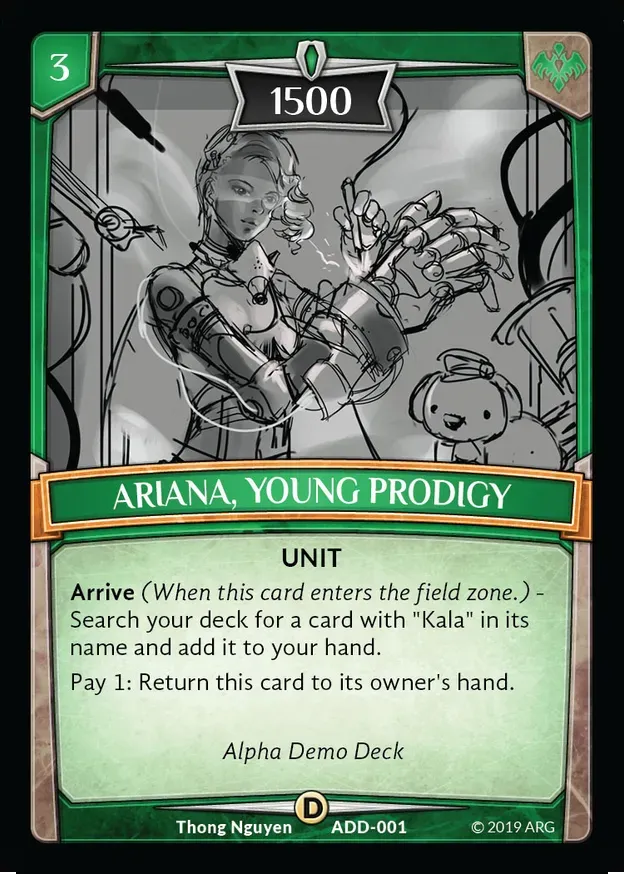 3
1500
ARIANA, YOUNG PRODIGY
UNIT
Arrive (When this card enters the field zone.) -
Search your deck for a card with "Kala" in its
name and add it to your hand.
Pay 1: Return this card to its owner's hand.
Alpha Demo Deck
D
Thong Nguyen ADD-001 © 2019 ARG